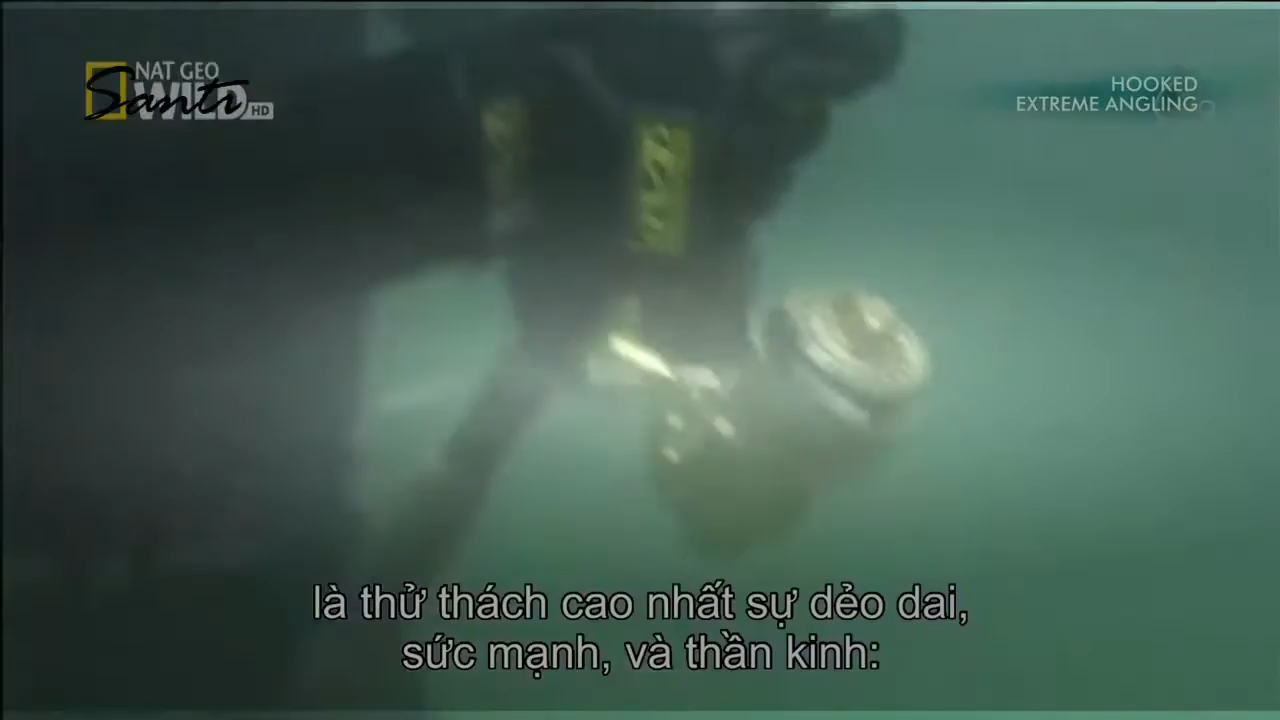 NAT GEO
WILD HD
Santi
HOOKED
EXTREME ANGLING
là thử thách cao nhất sự dẻo dai,
sức mạnh, và thần kinh: